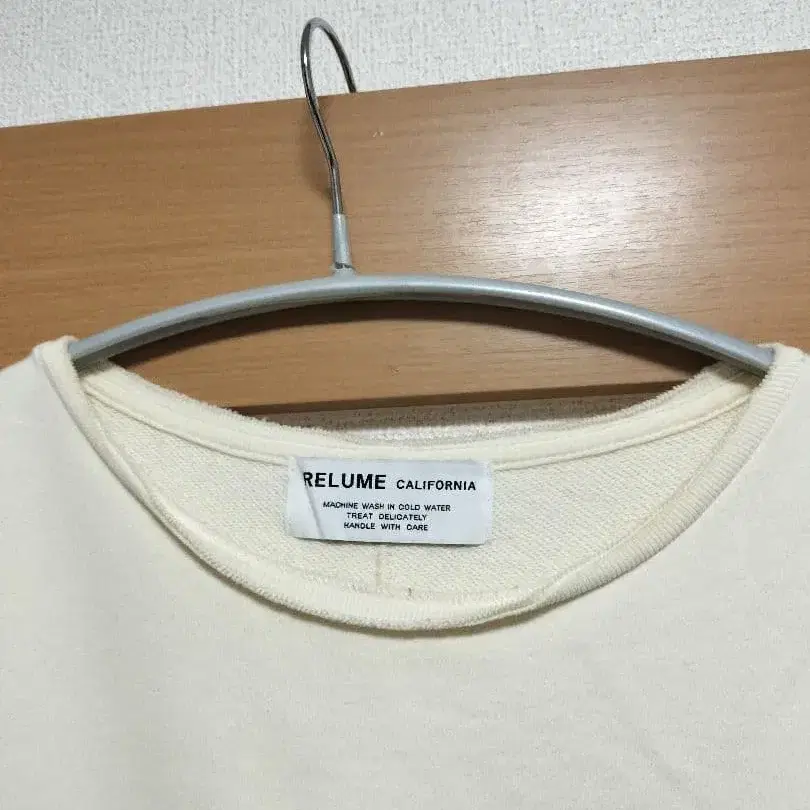 RELUME CALIFORNIA
MACHINE WASH IN COLD WATER
TREAT DELICATELY
HANDLE WITH CARE